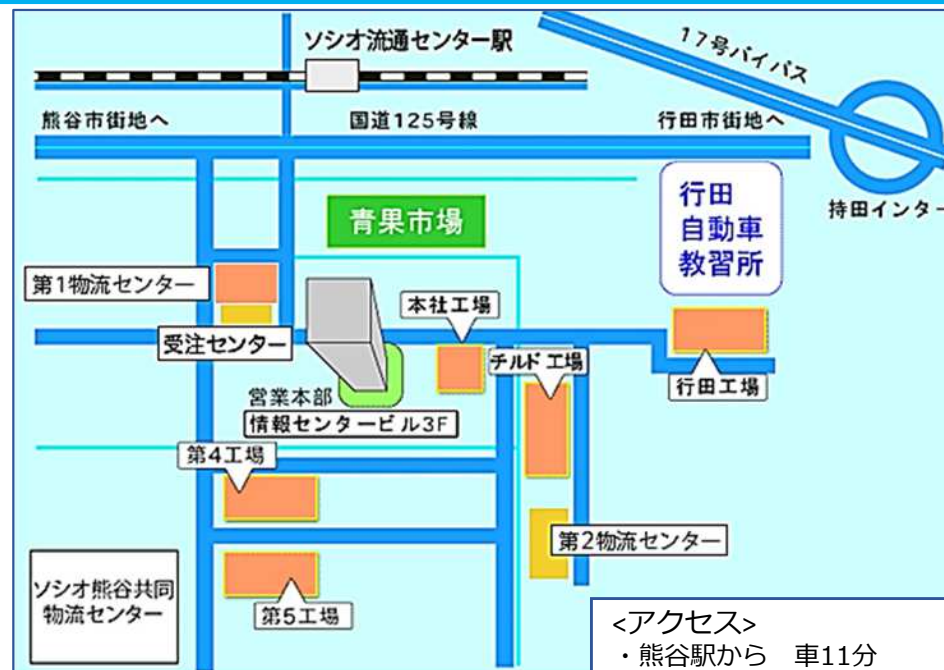 ソシオ流通センター駅
17号バイパス
熊谷市街地へ
国道125号線
行田市街地へ
持田インター
行田
自動車
教習所
青果市場
第1物流センター
本社工場
受注センター
チルド工場
行田工場
営業本部
情報センタービル3F
第4工場
第2物流センター
ソシオ熊谷共同
物流センター
第5工場
<アクセス>
・熊谷駅から　車11分